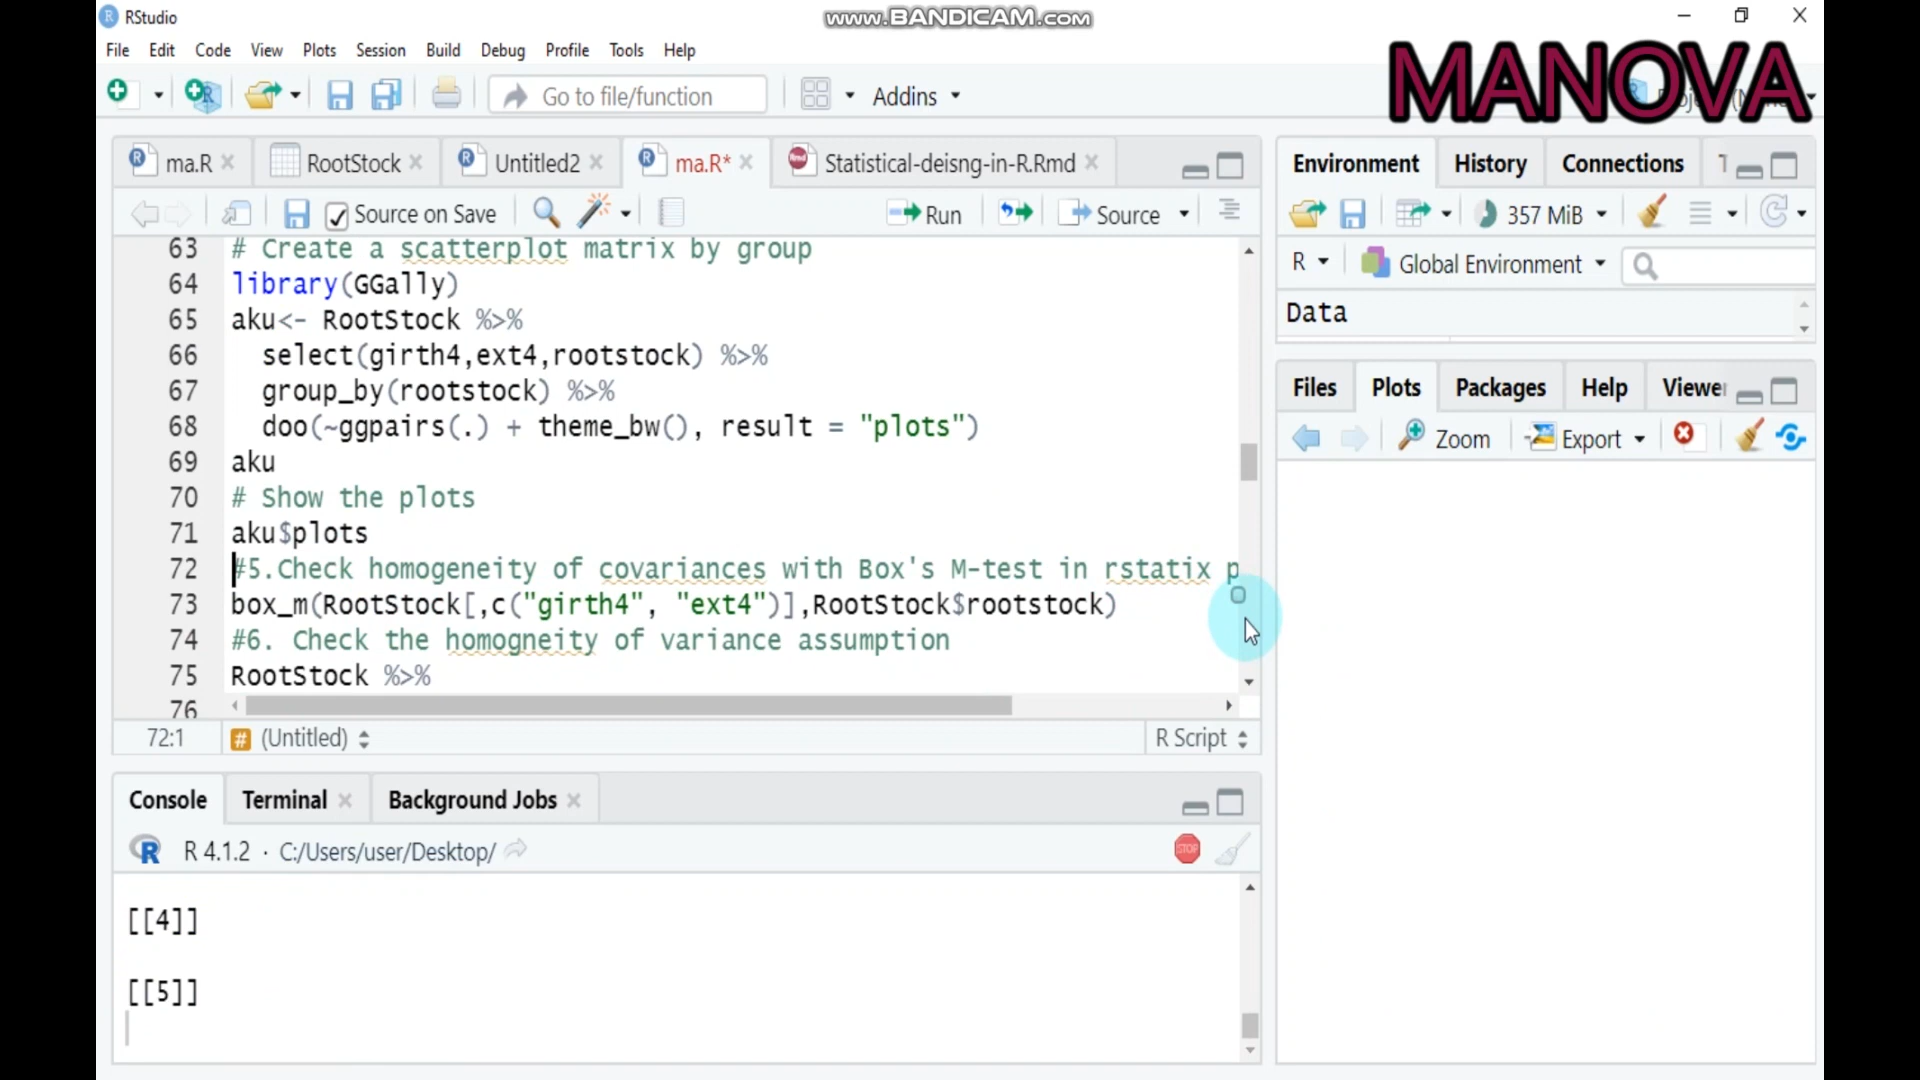 RStudio
www.BANDICAM.com
File Edit Code View Plots Session Build Debug Profile Tools Help
MANOVA
Go to file/function Addins
ma.R RootStock Untitled2 ma.R* Statistical-deisng-in-R.Rmd
Environment History Connections
Source on Save Run Source
357 MiB
R Global Environment
Data
63 # Create a scatterplot matrix by group
64 library(GGally)
65 aku<- RootStock %>%
66 select(girth4,ext4,rootstock) %>%
67 group_by(rootstock) %>%
68 doo(~ggpairs(.) + theme_bw(), result = "plots")
69 aku
70 # Show the plots
71 aku$plots
72 #5.Check homogeneity of covariances with Box's M-test in rstatix p
73 box_m(RootStock[,c("girth4", "ext4")],RootStock$rootstock)
74 #6. Check the homogneity of variance assumption
75 RootStock %>%
76
72:1 # (Untitled) R Script
Files Plots Packages Help Viewer
Zoom Export
Console Terminal Background Jobs
R 4.1.2 · C:/Users/user/Desktop/
STOP
[[4]]
[[5]]